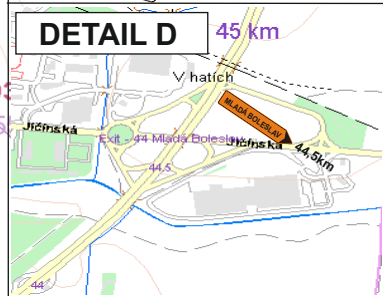 DETAIL D
45 km
V hatích
MLADÁ BOLESLAV
Jičínská
Exit - 44 Mladá Boleslav
Jičínská
44,5km
44,5
44